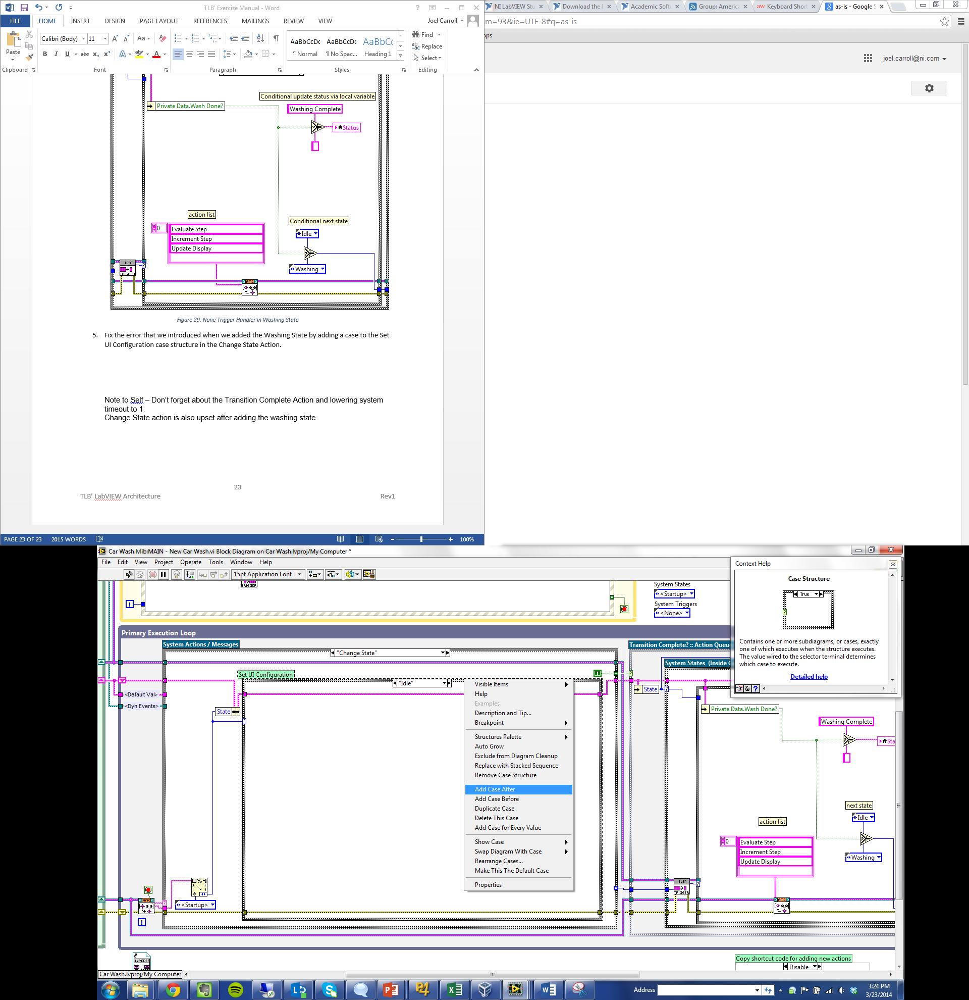 TLB' Exercise Manual - Word
FILE HOME INSERT DESIGN PAGE LAYOUT REFERENCES MAILINGS REVIEW VIEW Joel Carroll
Calibri (Body) 11 Aa
Paste
B I U abc X₂ X² A ab A
AaBbCcDc AaBbCcDc AaBbC(
¶ Normal ¶ No Spac... Heading 1
Find
Replace
Select
Clipboard Font Paragraph Styles Editing
Conditional update status via local variable
Private Data.Wash Done?
Washing Complete
Status
action list
0
Evaluate Step
Increment Step
Update Display
Conditional next state
Idle
Washing
TLB'
TRIGGER
AMC
Figure 29. None Trigger Handler in Washing State
5. Fix the error that we introduced when we added the Washing State by adding a case to the Set
UI Configuration case structure in the Change State Action.
Note to Self – Don't forget about the Transition Complete Action and lowering system
timeout to 1.
Change State action is also upset after adding the washing state
23
TLB' LabVIEW Architecture Rev1
PAGE 23 OF 23 2015 WORDS 100%
NI LabVIEW Stu Download the Academic Soft Group: America aw Keyboard Short as-is - Google S
m=93&ie=UTF-8#q=as-is
ops
joel.carroll@ni.com
Car Wash.lvlib:MAIN - New Car Wash.vi Block Diagram on Car Wash.lvproj/My Computer *
File Edit View Project Operate Tools Window Help
15pt Application Font
TRIGGER
i
System States
<Startup>
System Triggers
<None>
Context Help
Case Structure
True
Contains one or more subdiagrams, or cases, exactly
one of which executes when the structure executes.
The value wired to the selector terminal determines
which case to execute.
Detailed help
Primary Execution Loop
System Actions / Messages
"Change State"
Set UI Configuration
"Idle"
<Default Val>
<Dyn Events>
State
<Startup>
AMC
i
T
Visible Items
Help
Examples
Description and Tip...
Breakpoint
Structures Palette
Auto Grow
Exclude from Diagram Cleanup
Replace with Stacked Sequence
Remove Case Structure
Add Case After
Add Case Before
Duplicate Case
Delete This Case
Add Case for Every Value
Show Case
Swap Diagram With Case
Rearrange Cases...
Make This The Default Case
Properties
Transition Complete? :: Action Queu
System States (Inside
State
Private Data.Wash Done?
Washing Complete
Sta
next state
Idle
action list
0
Evaluate Step
Increment Step
Update Display
Washing
TLB'
TRIGGER
AMC
TYPEDEF
Copy shortcut code for adding new actions
Disable
Car Wash.lvproj/My Computer
Address
3:24 PM
3/23/2014